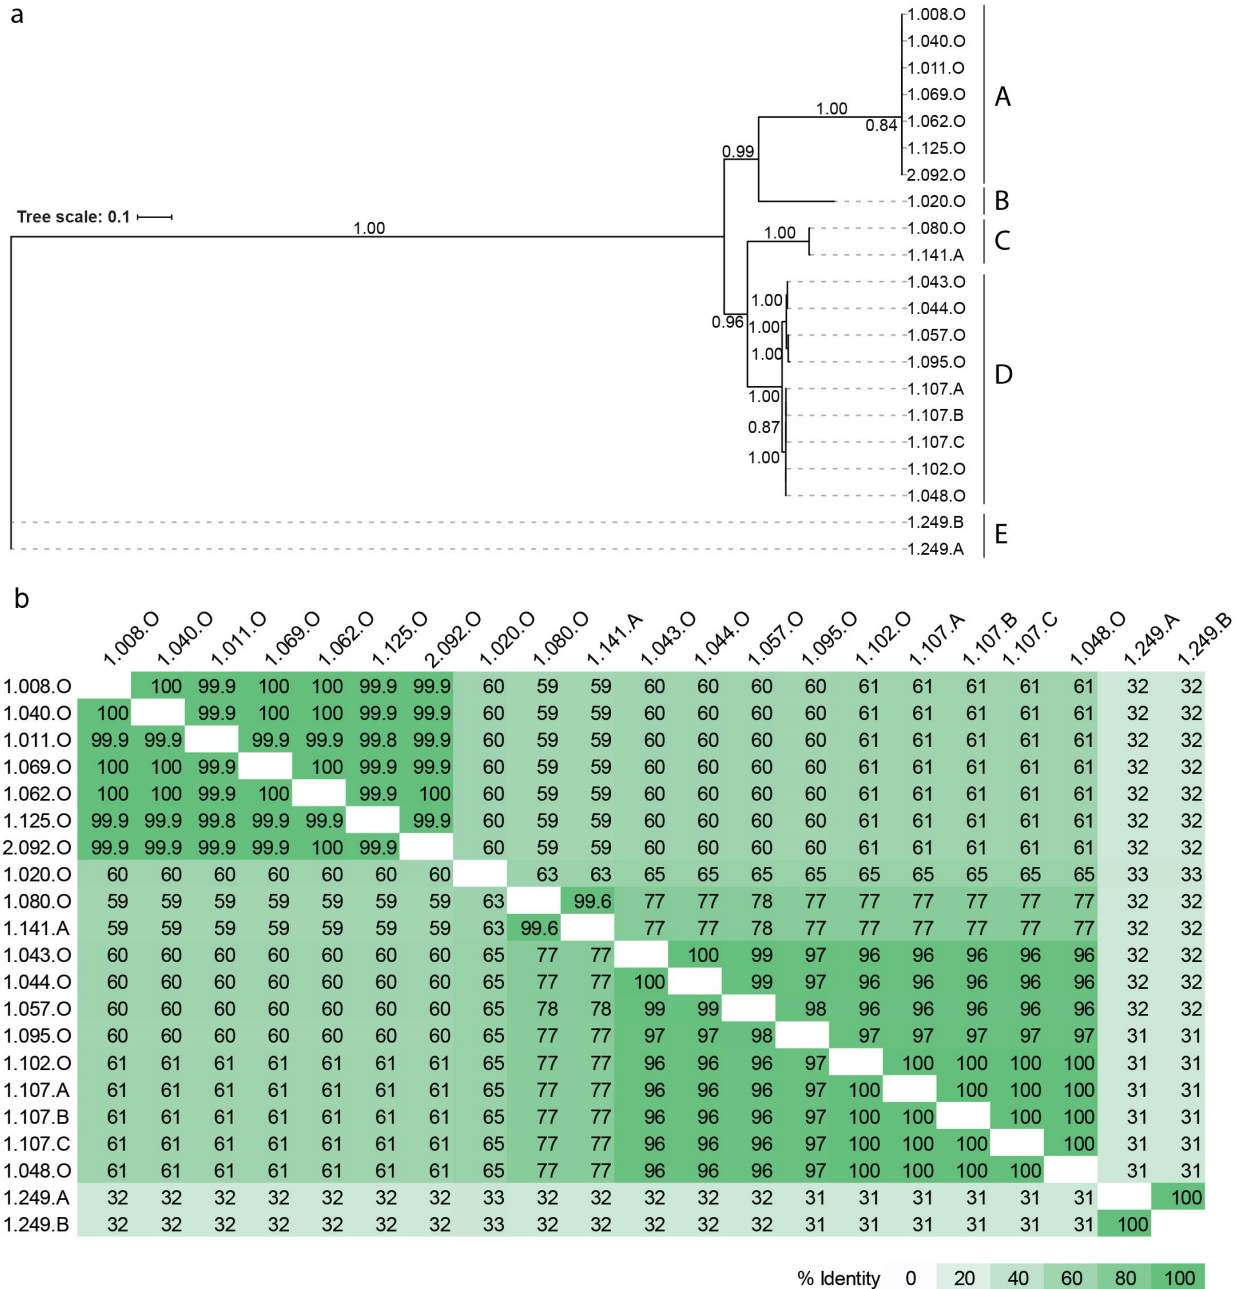 a
1.008.O
1.040.O
1.011.O
1.069.O
A
1.00
1.062.O
0.84
1.125.O
0.99
2.092.O
1.020.O
B
Tree scale: 0.1
1.00
1.080.O
1.00
C
1.141.A
1.043.O
1.00
1.044.O
0.96
1.00
1.057.O
1.00
1.095.O
D
1.107.A
1.00
1.107.B
0.87
1.107.C
1.00
1.102.O
1.048.O
1.249.B
E
1.249.A
b
1.008.O 1.040.O 1.011.O 1.069.O 1.062.O 1.125.O 2.092.O 1.020.O 1.080.O 1.141.A 1.043.O 1.044.O 1.057.O 1.095.O 1.102.O 1.107.A 1.107.B 1.107.C 1.048.O 1.249.A 1.249.B
1.008.O 100 99.9 100 100 99.9 99.9 60 59 59 60 60 60 60 61 61 61 61 61 32 32
1.040.O 100 99.9 100 100 99.9 99.9 60 59 59 60 60 60 60 61 61 61 61 61 32 32
1.011.O 99.9 99.9 99.9 99.9 99.8 99.9 60 59 59 60 60 60 60 61 61 61 61 61 32 32
1.069.O 100 100 99.9 100 99.9 99.9 60 59 59 60 60 60 60 61 61 61 61 61 32 32
1.062.O 100 100 99.9 100 99.9 100 60 59 59 60 60 60 60 61 61 61 61 61 32 32
1.125.O 99.9 99.9 99.8 99.9 99.9 99.9 60 59 59 60 60 60 60 61 61 61 61 61 32 32
2.092.O 99.9 99.9 99.9 99.9 100 99.9 60 59 59 60 60 60 60 61 61 61 61 61 32 32
1.020.O 60 60 60 60 60 60 60 63 63 65 65 65 65 65 65 65 65 65 33 33
1.080.O 59 59 59 59 59 59 59 63 99.6 77 77 78 77 77 77 77 77 77 32 32
1.141.A 59 59 59 59 59 59 59 63 99.6 77 77 78 77 77 77 77 77 77 32 32
1.043.O 60 60 60 60 60 60 60 65 77 77 100 99 97 96 96 96 96 96 32 32
1.044.O 60 60 60 60 60 60 60 65 77 77 100 99 97 96 96 96 96 96 32 32
1.057.O 60 60 60 60 60 60 60 65 78 78 99 99 98 96 96 96 96 96 32 32
1.095.O 60 60 60 60 60 60 60 65 77 77 97 97 98 97 97 97 97 97 31 31
1.102.O 61 61 61 61 61 61 61 65 77 77 96 96 96 97 100 100 100 100 31 31
1.107.A 61 61 61 61 61 61 61 65 77 77 96 96 96 97 100 100 100 100 31 31
1.107.B 61 61 61 61 61 61 61 65 77 77 96 96 96 97 100 100 100 100 31 31
1.107.C 61 61 61 61 61 61 61 65 77 77 96 96 96 97 100 100 100 100 31 31
1.048.O 61 61 61 61 61 61 61 65 77 77 96 96 96 97 100 100 100 100 31 31
1.249.A 32 32 32 32 32 32 32 33 32 32 32 32 32 31 31 31 31 31 31 100
1.249.B 32 32 32 32 32 32 32 33 32 32 32 32 32 31 31 31 31 31 31 100
% Identity 0 20 40 60 80 100